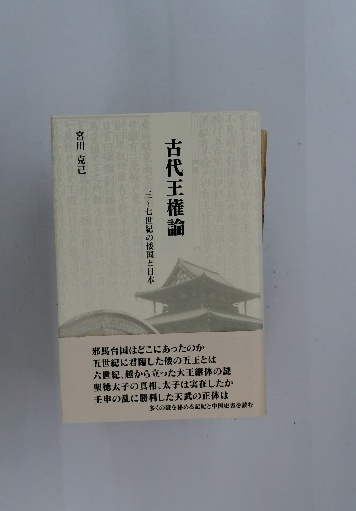 古代王権論
三〜七世紀の倭国と日本
宮田 克己
邪馬台国はどこにあったのか
五世紀に君臨した倭の五王とは
六世紀、越から立った大王継体の謎
聖徳太子の真相、太子は実在したか
壬申の乱に勝利した天武の正体は
多くの謎を秘める記紀と中国史書を読む